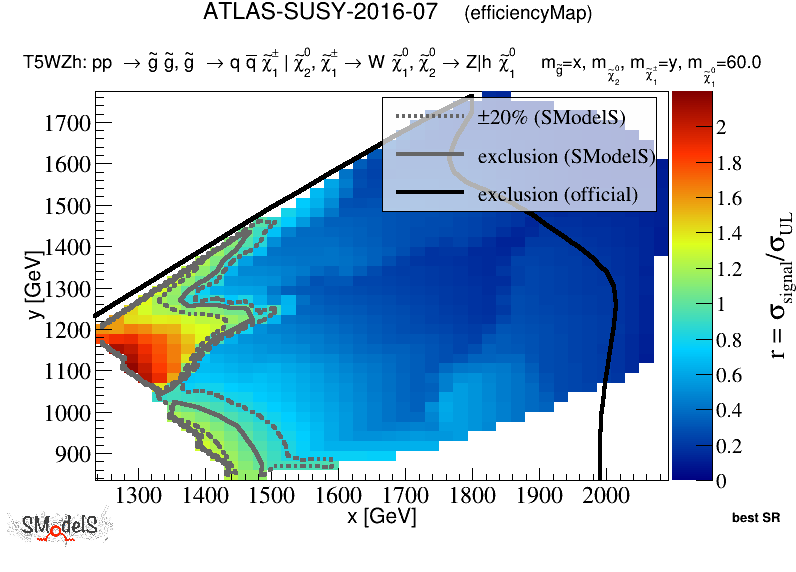 ATLAS-SUSY-2016-07 (efficiencyMap)
T5WZh: pp → g̃ g̃, g̃ → q q̅ χ̃₁^± | χ̃₂⁰, χ̃₁^± → W χ̃₁⁰, χ̃₂⁰ → Z|h χ̃₁⁰ m_g̃=x, m_χ̃₂⁰, m_χ̃₁^±=y, m_χ̃₁⁰=60.0
±20% (SModelS)
exclusion (SModelS)
exclusion (official)
y [GeV]
1700
1600
1500
1400
1300
1200
1100
1000
900
1300 1400 1500 1600 1700 1800 1900 2000
x [GeV]
2
1.8
1.6
1.4
1.2
1
0.8
0.6
0.4
0.2
0
r = σ_signal/σ_UL
SModelS
best SR